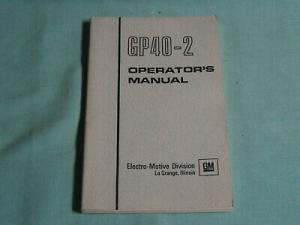 GP40-2
OPERATOR'S
MANUAL
Electro-Motive Division
La Grange, Illinois
GM